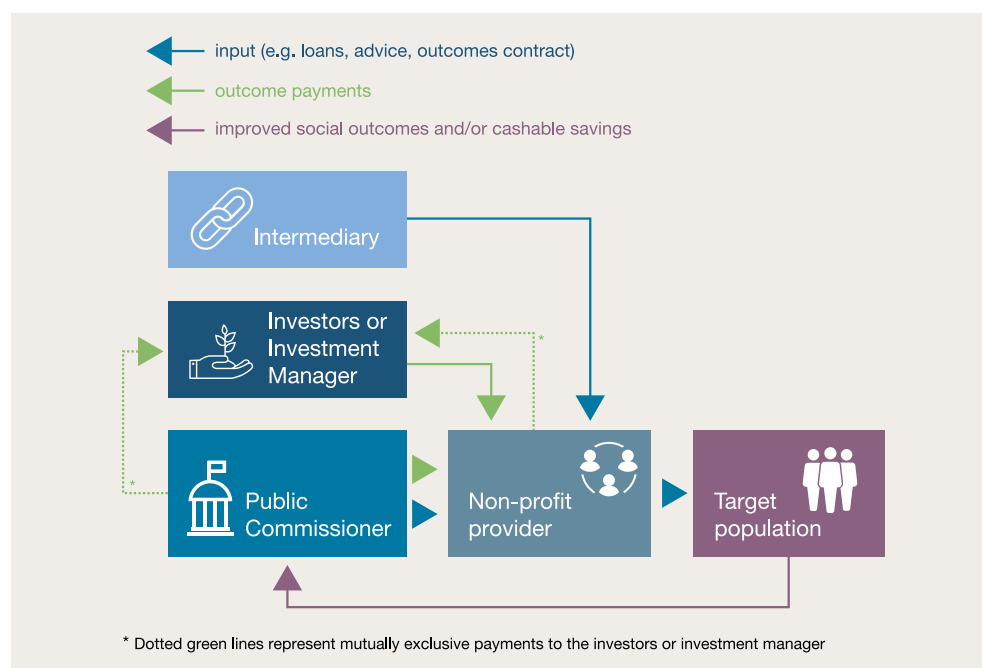 input (e.g. loans, advice, outcomes contract)
outcome payments
improved social outcomes and/or cashable savings
Intermediary
Investors or
Investment
Manager
*
*
Public
Commissioner
Non-profit
provider
Target
population
* Dotted green lines represent mutually exclusive payments to the investors or investment manager